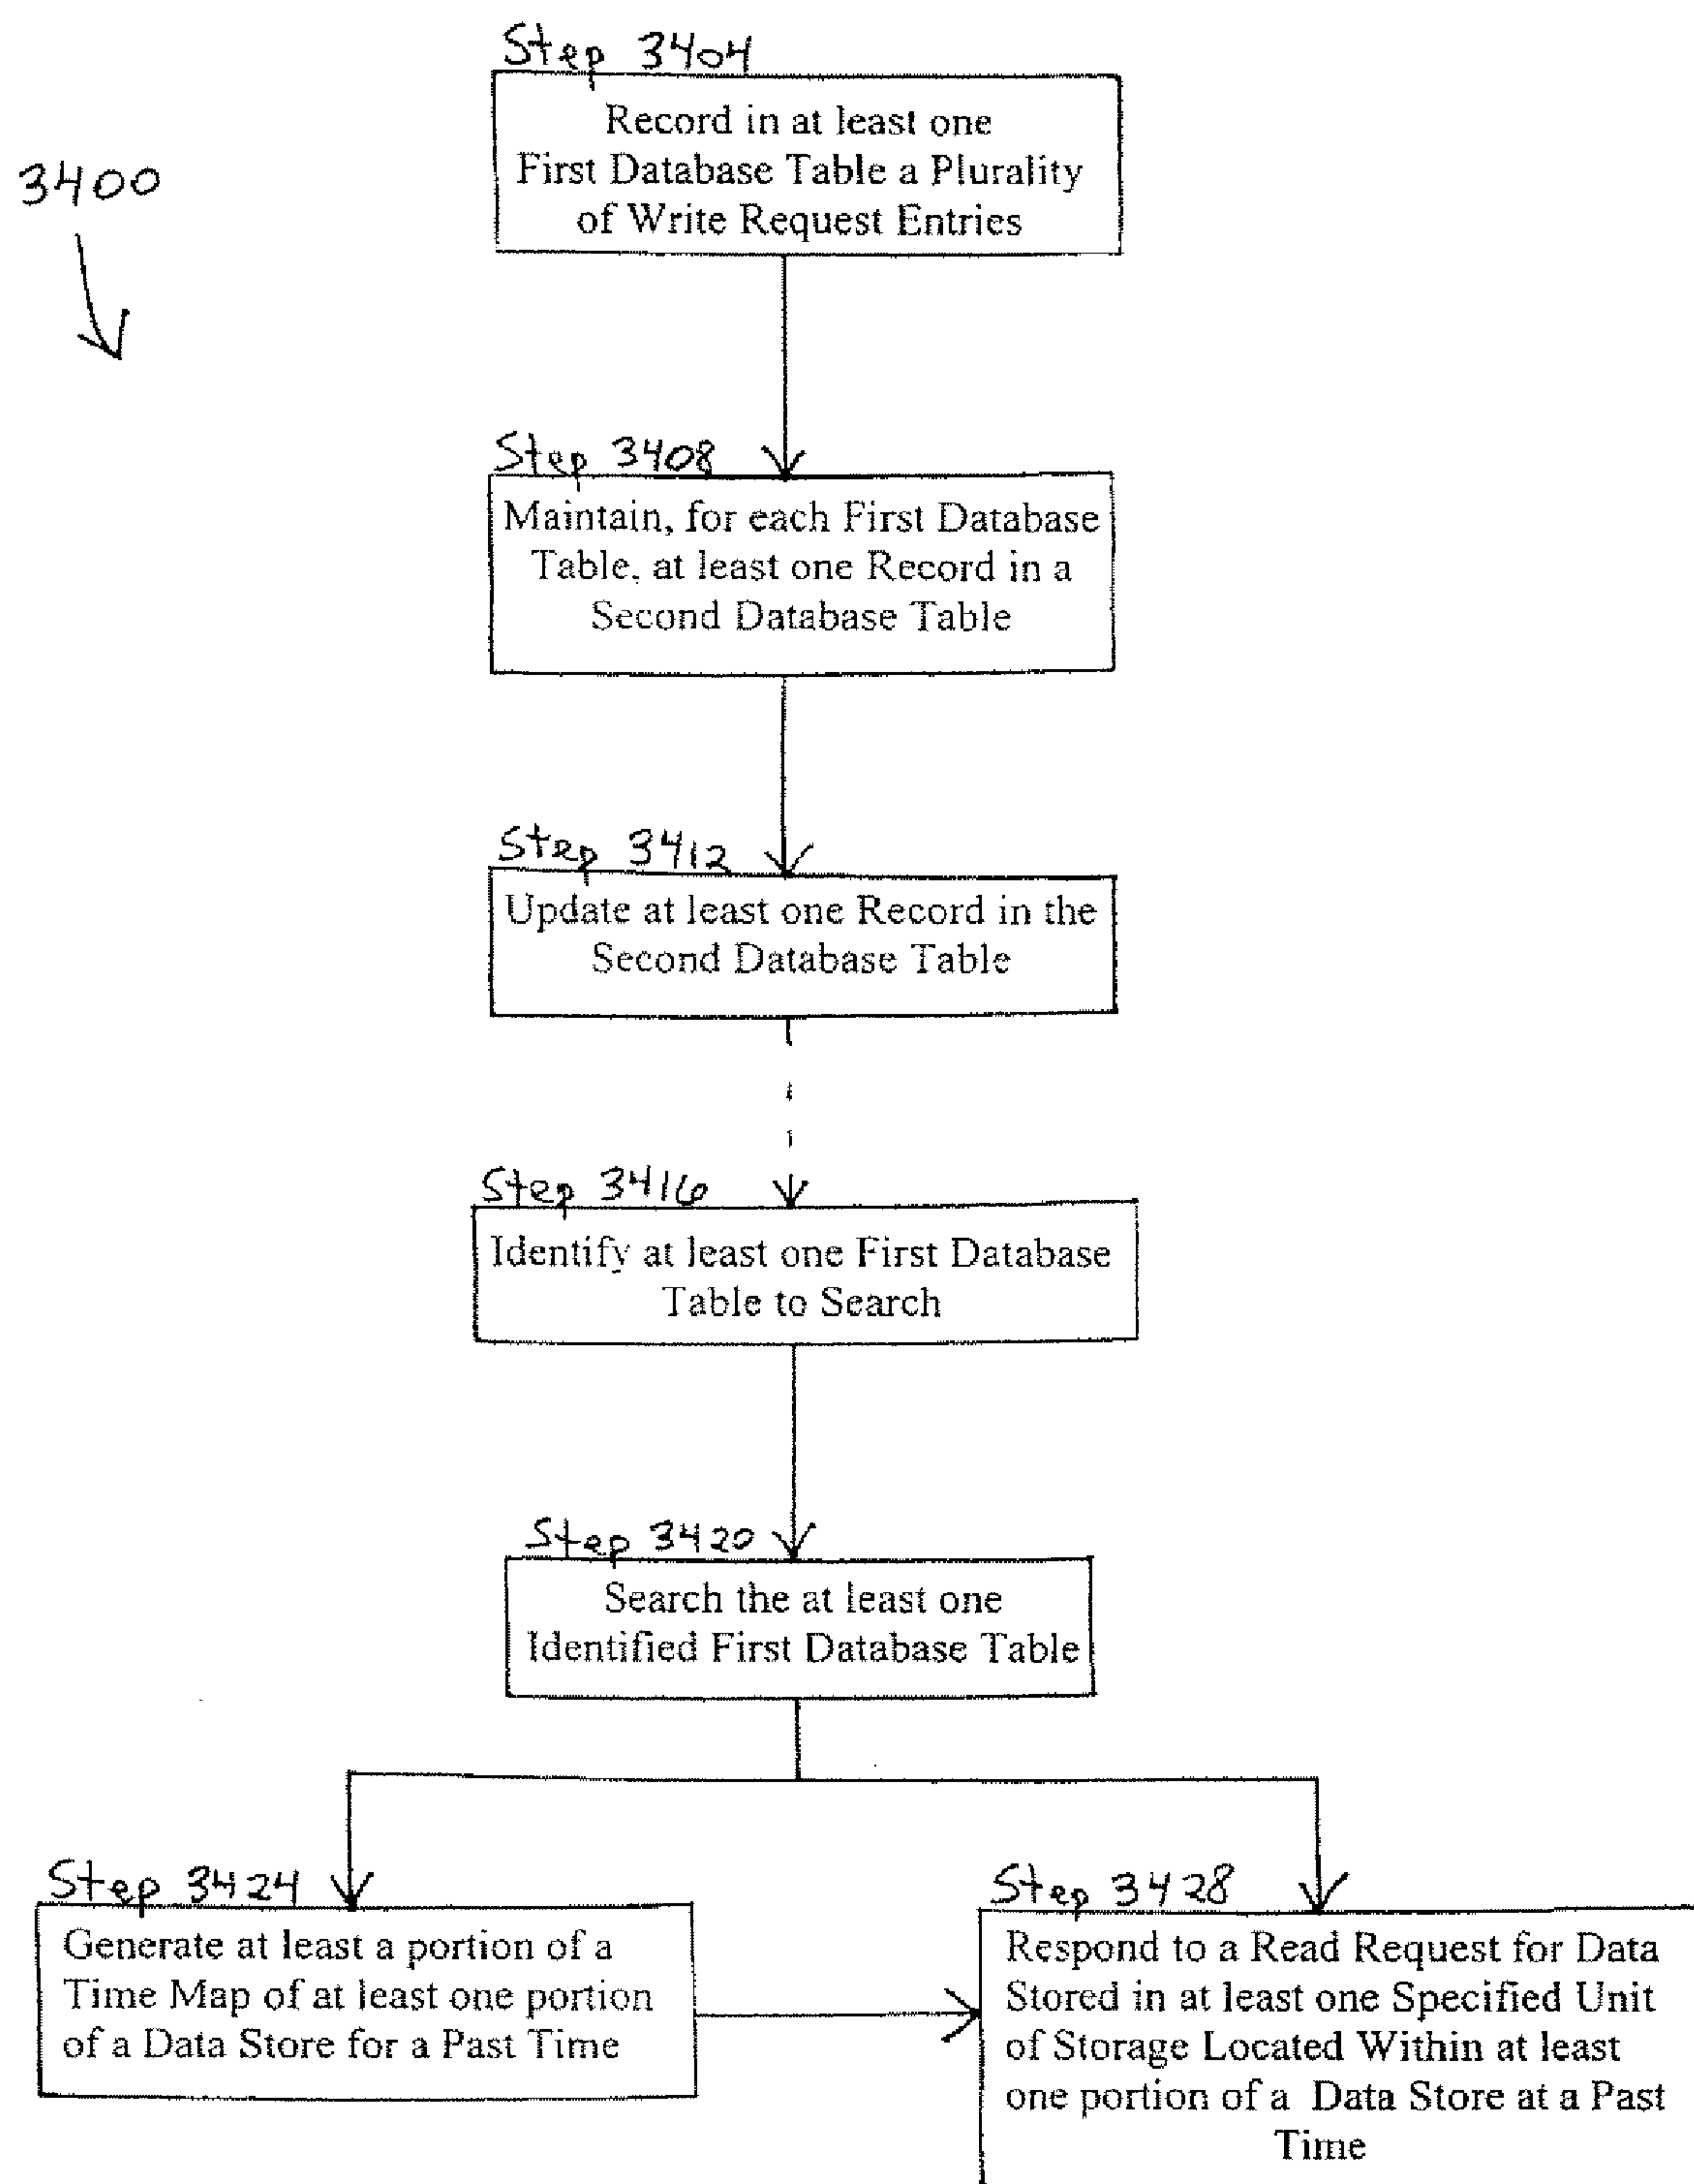 Step 3404
3400
Record in at least one
First Database Table a Plurality
of Write Request Entries
Step 3408
Maintain, for each First Database
Table, at least one Record in a
Second Database Table
Step 3412
Update at least one Record in the
Second Database Table
Step 3416
Identify at least one First Database
Table to Search
Step 3420
Search the at least one
Identified First Database Table
Step 3424
Generate at least a portion of a
Time Map of at least one portion
of a Data Store for a Past Time
Step 3428
Respond to a Read Request for Data
Stored in at least one Specified Unit
of Storage Located Within at least
one portion of a Data Store at a Past
Time